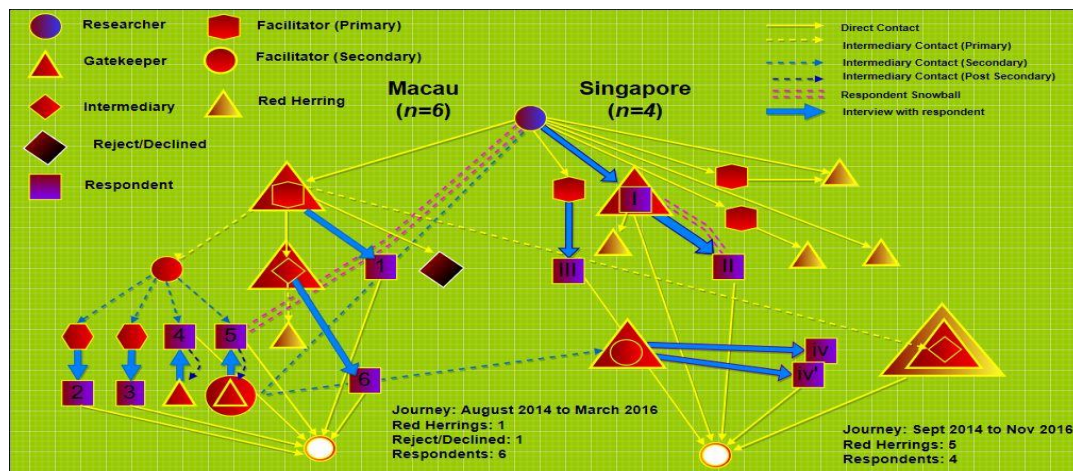 Researcher
Facilitator (Primary)
Gatekeeper
Facilitator (Secondary)
Intermediary
Red Herring
Reject/Declined
Respondent
Macau
(n=6)
Singapore
(n=4)
Direct Contact
Intermediary Contact (Primary)
Intermediary Contact (Secondary)
Intermediary Contact (Post Secondary)
Respondent Snowball
Interview with respondent
I
1
III
II
4
5
2
3
6
iv
iv'
Journey: August 2014 to March 2016
Red Herrings: 1
Reject/Declined: 1
Respondents: 6
Journey: Sept 2014 to Nov 2016
Red Herrings: 5
Respondents: 4